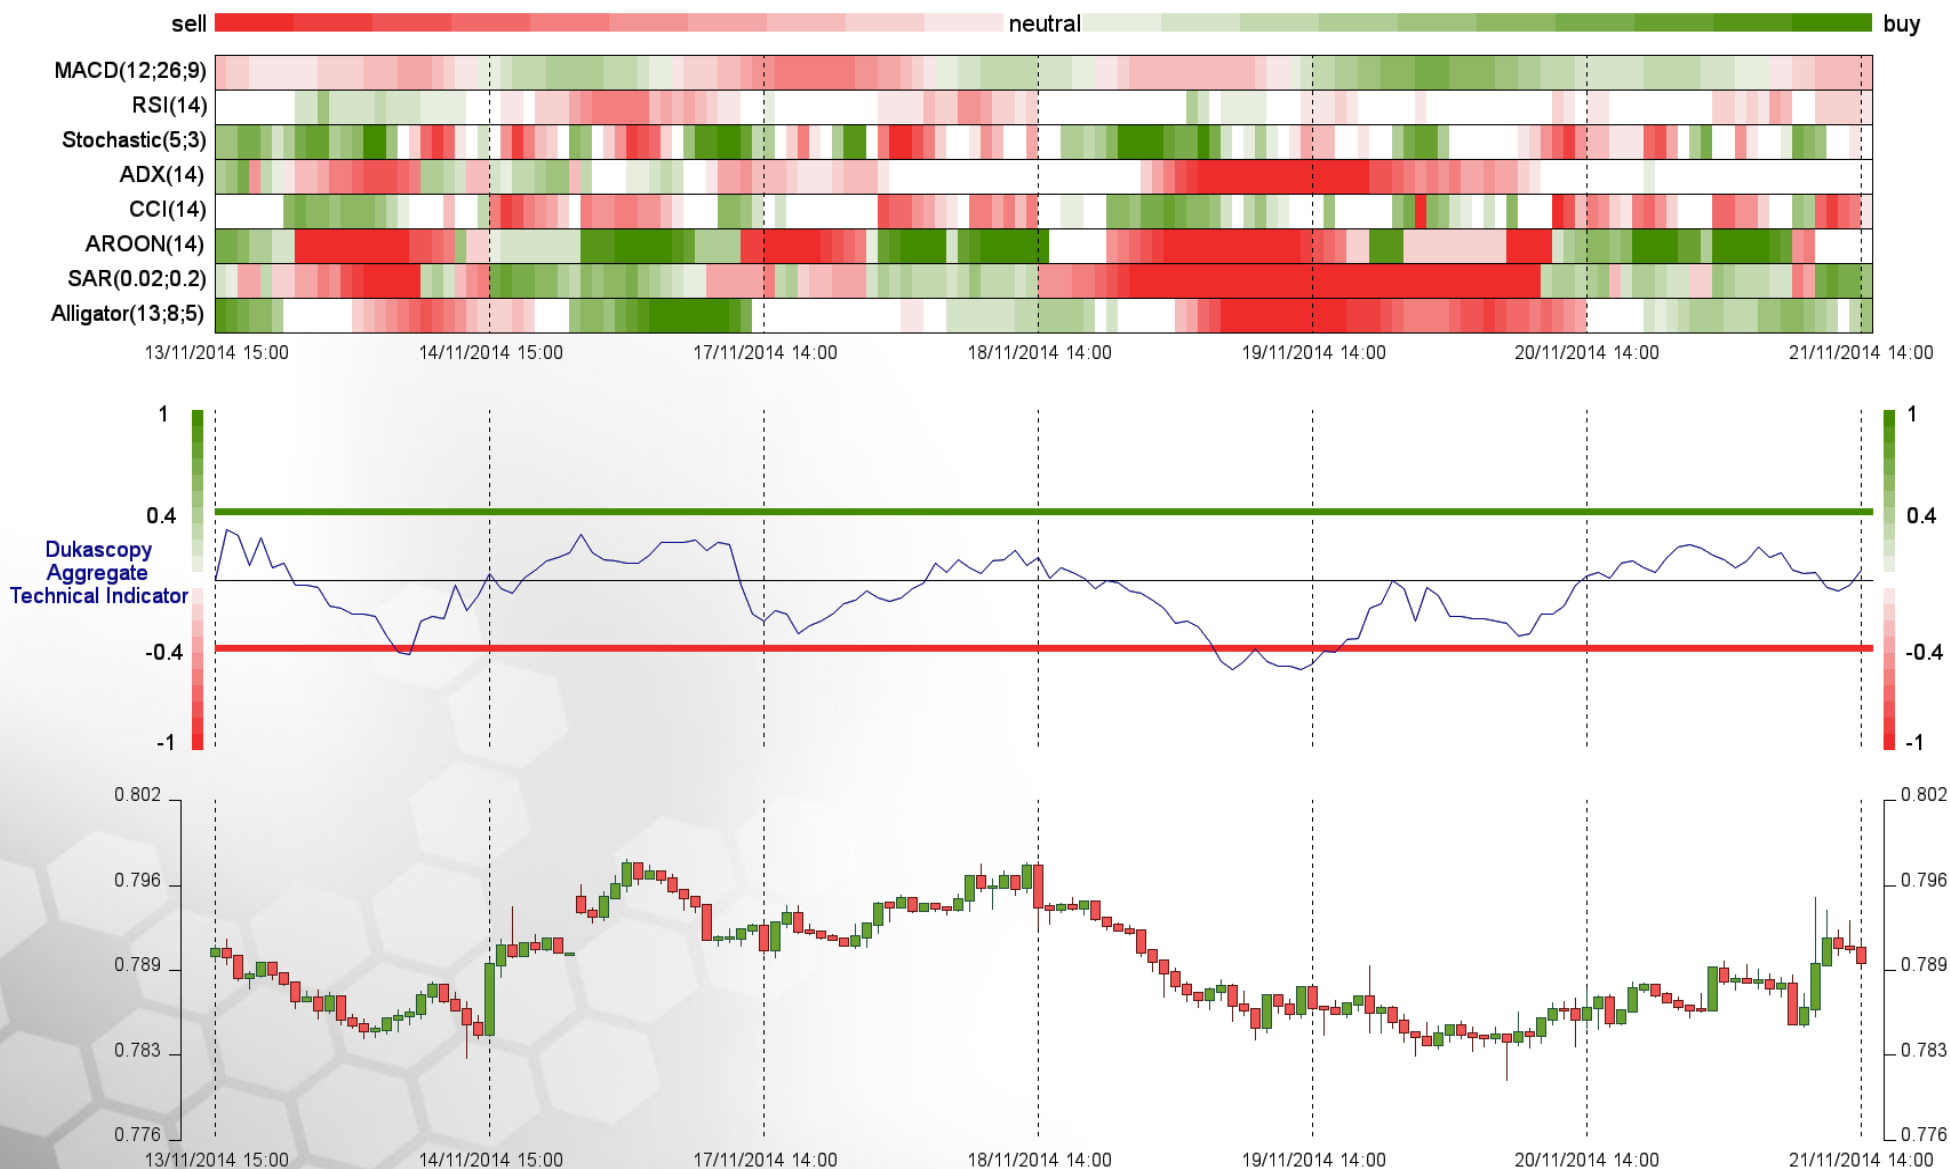 sell neutral buy
MACD(12;26;9)
RSI(14)
Stochastic(5;3)
ADX(14)
CCI(14)
AROON(14)
SAR(0.02;0.2)
Alligator(13;8;5)
13/11/2014 15:00 14/11/2014 15:00 17/11/2014 14:00 18/11/2014 14:00 19/11/2014 14:00 20/11/2014 14:00 21/11/2014 14:00
1 1
0.4 0.4
Dukascopy
Aggregate
Technical Indicator
-0.4 -0.4
-1 -1
0.802 0.802
0.796 0.796
0.789 0.789
0.783 0.783
0.776 0.776
13/11/2014 15:00 14/11/2014 15:00 17/11/2014 14:00 18/11/2014 14:00 19/11/2014 14:00 20/11/2014 14:00 21/11/2014 14:00